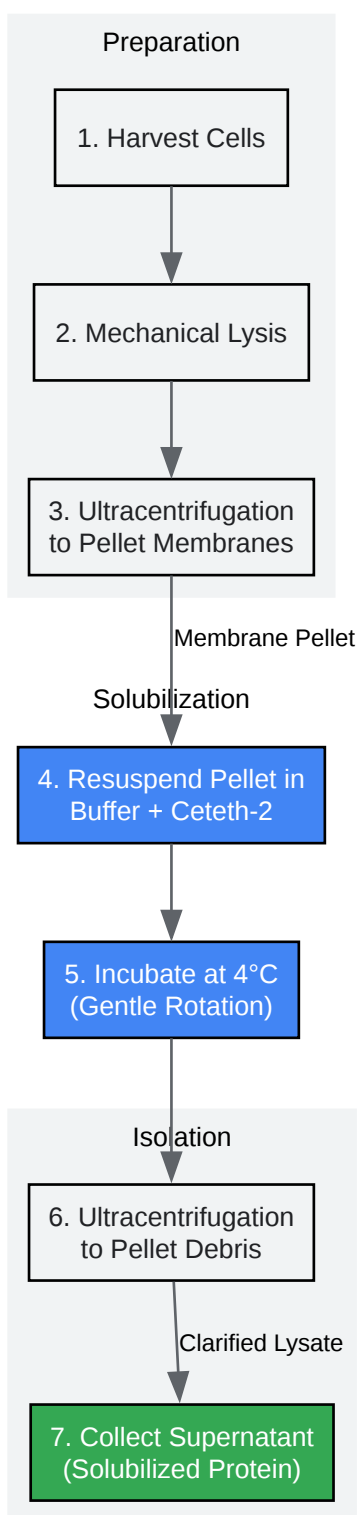 Preparation
1. Harvest Cells
2. Mechanical Lysis
3. Ultracentrifugation
to Pellet Membranes
Membrane Pellet
Solubilization
4. Resuspend Pellet in
Buffer + Ceteth-2
5. Incubate at 4°C
(Gentle Rotation)
Isolation
6. Ultracentrifugation
to Pellet Debris
Clarified Lysate
7. Collect Supernatant
(Solubilized Protein)